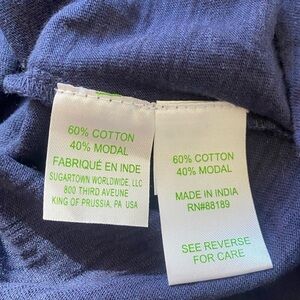 60% COTTON
40% MODAL
FABRIQUÉ EN INDE
SUGARTOWN WORLDWIDE, LLC
800 THIRD AVEUNE
KING OF PRUSSIA, PA USA
60% COTTON
40% MODAL
MADE IN INDIA
RN#88189
SEE REVERSE
FOR CARE